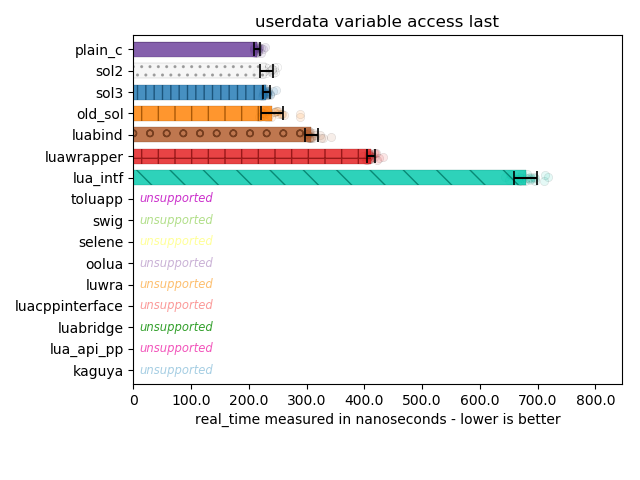 userdata variable access last
plain_c
sol2
sol3
old_sol
luabind
luawrapper
lua_intf
toluapp unsupported
swig unsupported
selene unsupported
oolua unsupported
luwra unsupported
luacppinterface unsupported
luabridge unsupported
lua_api_pp unsupported
kaguya unsupported
0 100.0 200.0 300.0 400.0 500.0 600.0 700.0 800.0
real_time measured in nanoseconds - lower is better